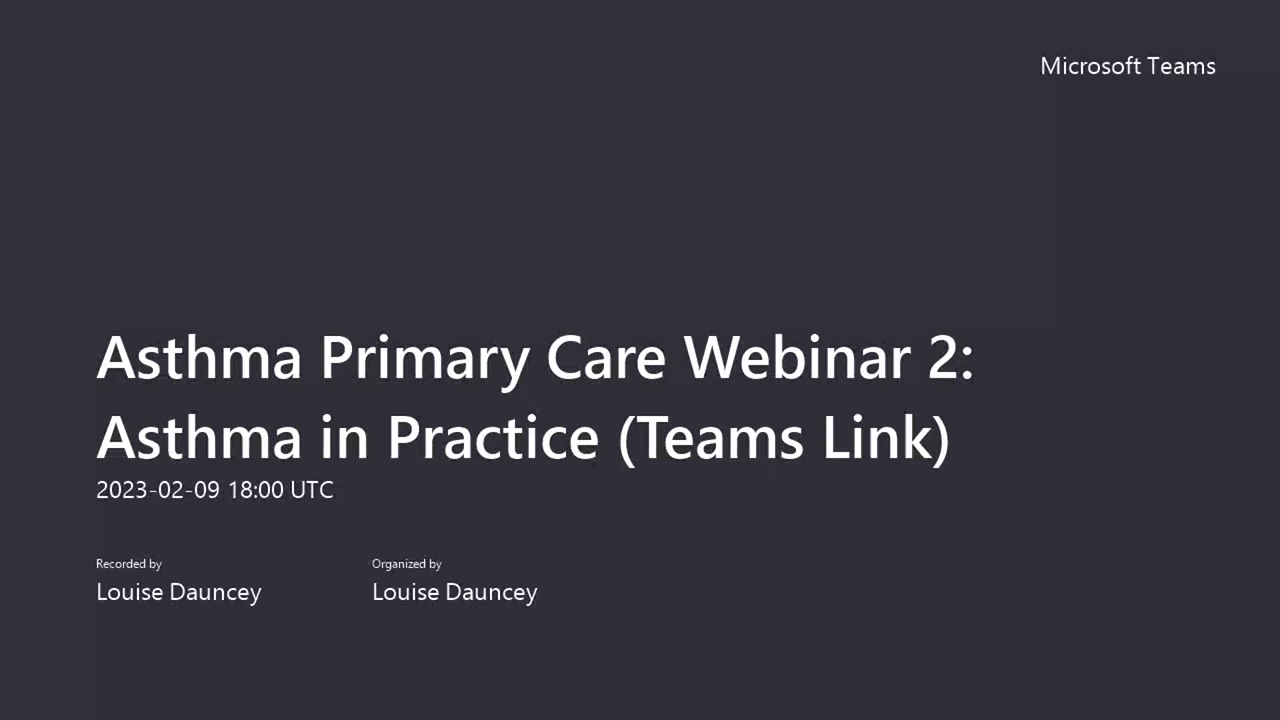 Microsoft Teams
Asthma Primary Care Webinar 2:
Asthma in Practice (Teams Link)
2023-02-09 18:00 UTC
Recorded by
Louise Dauncey
Organized by
Louise Dauncey